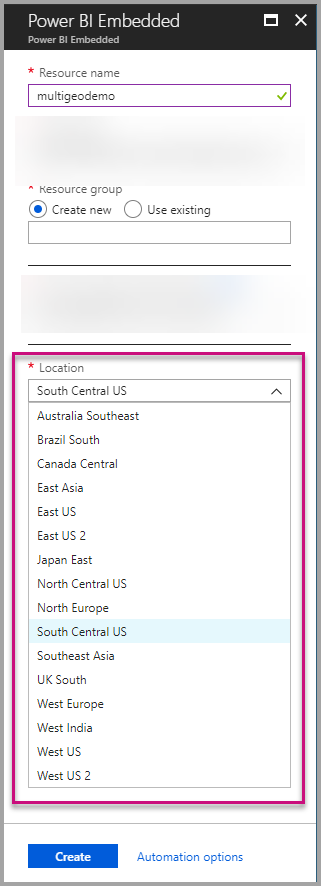 Power BI Embedded
Power BI Embedded
* Resource name
multigeodemo
* Resource group
Create new Use existing
* Location
South Central US
Australia Southeast
Brazil South
Canada Central
East Asia
East US
East US 2
Japan East
North Central US
North Europe
South Central US
Southeast Asia
UK South
West Europe
West India
West US
West US 2
Create Automation options